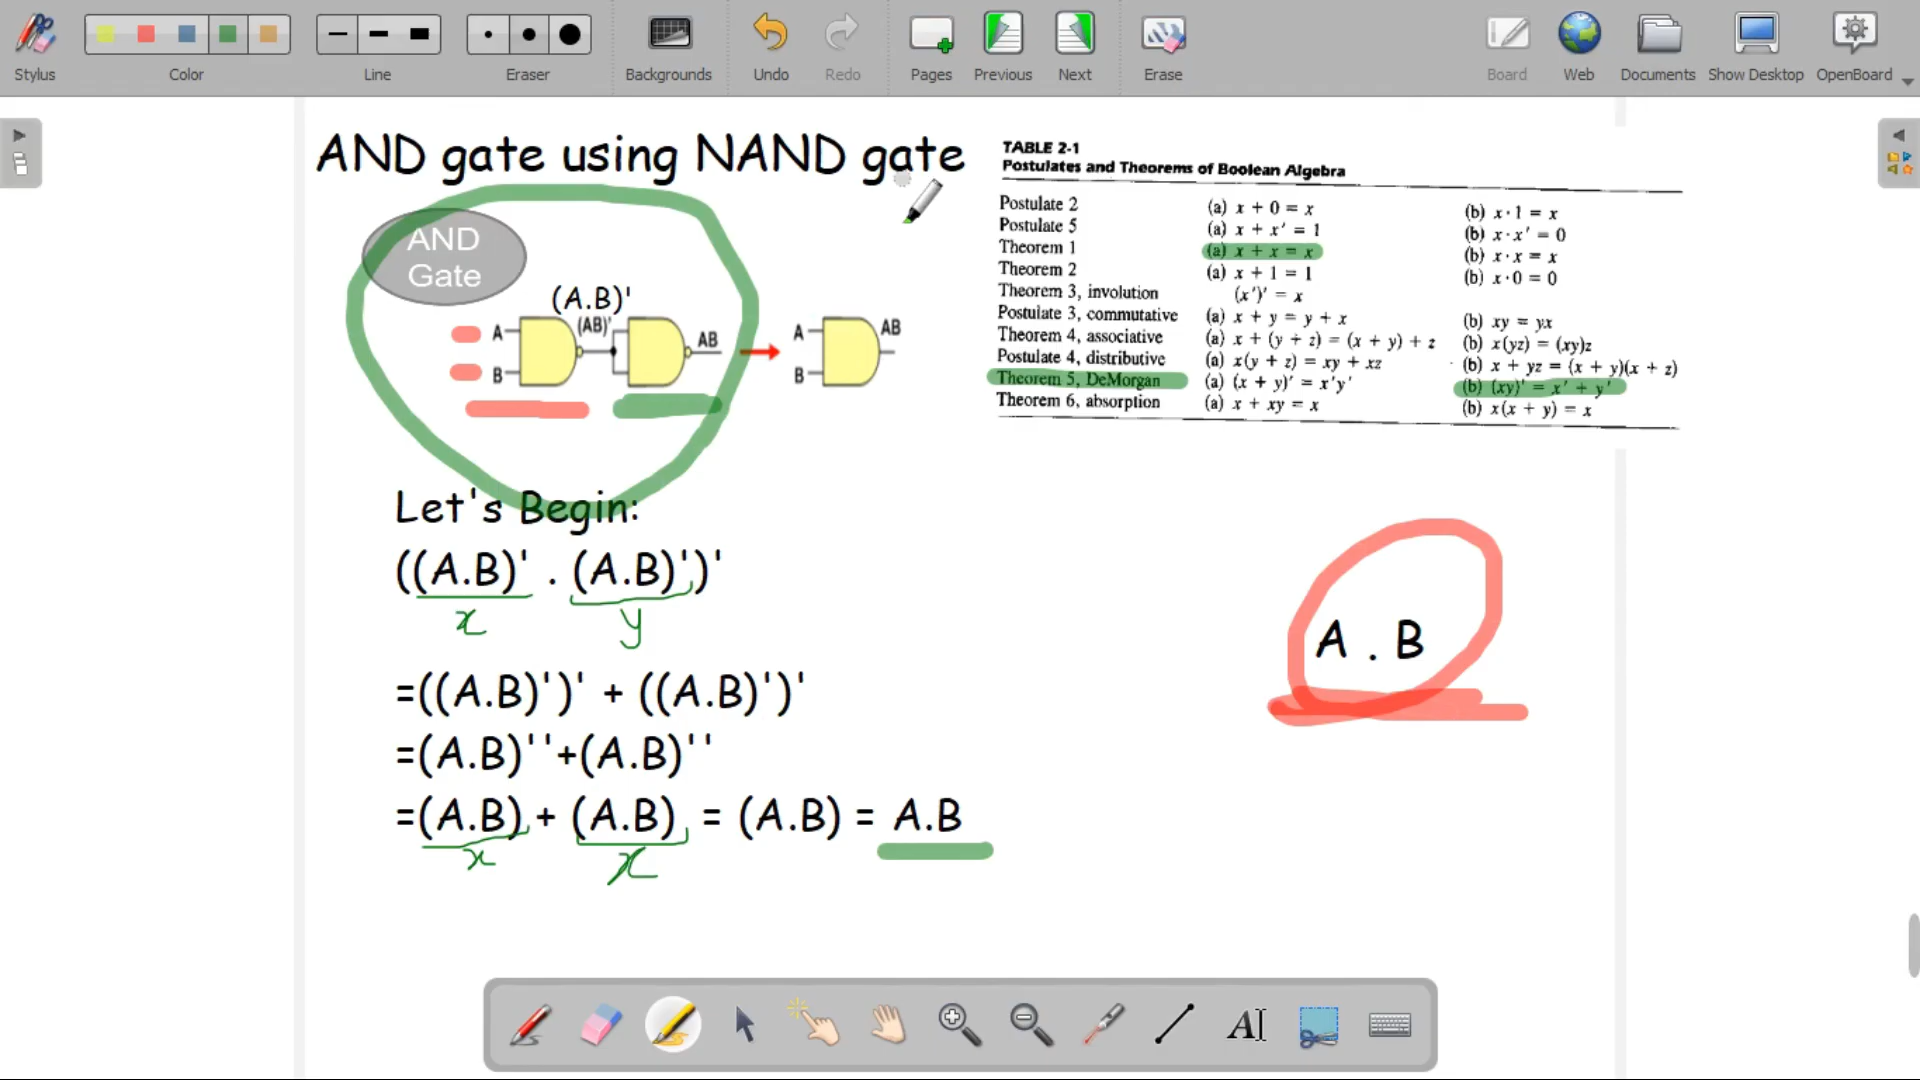 Stylus
Color
Line
Eraser
Backgrounds
Undo
Redo
Pages
Previous
Next
Erase
Board
Web
Documents
Show Desktop
OpenBoard
AND gate using NAND gate
AND
Gate
(A.B)'
A
(AB)'
AB
B
A
AB
B
TABLE 2-1
Postulates and Theorems of Boolean Algebra
Postulate 2 (a) x + 0 = x (b) x · 1 = x
Postulate 5 (a) x + x' = 1 (b) x · x' = 0
Theorem 1 (a) x + x = x (b) x · x = x
Theorem 2 (a) x + 1 = 1 (b) x · 0 = 0
Theorem 3, involution (x')' = x
Postulate 3, commutative (a) x + y = y + x (b) xy = yx
Theorem 4, associative (a) x + (y + z) = (x + y) + z (b) x(yz) = (xy)z
Postulate 4, distributive (a) x(y + z) = xy + xz (b) x + yz = (x + y)(x + z)
Theorem 5, DeMorgan (a) (x + y)' = x'y' (b) (xy)' = x' + y'
Theorem 6, absorption (a) x + xy = x (b) x(x + y) = x
Let's Begin:
((A.B)' . (A.B)')'
x y
=((A.B)')' + ((A.B)')'
=(A.B)''+(A.B)''
=(A.B) + (A.B) = (A.B) = A.B
x x
A . B